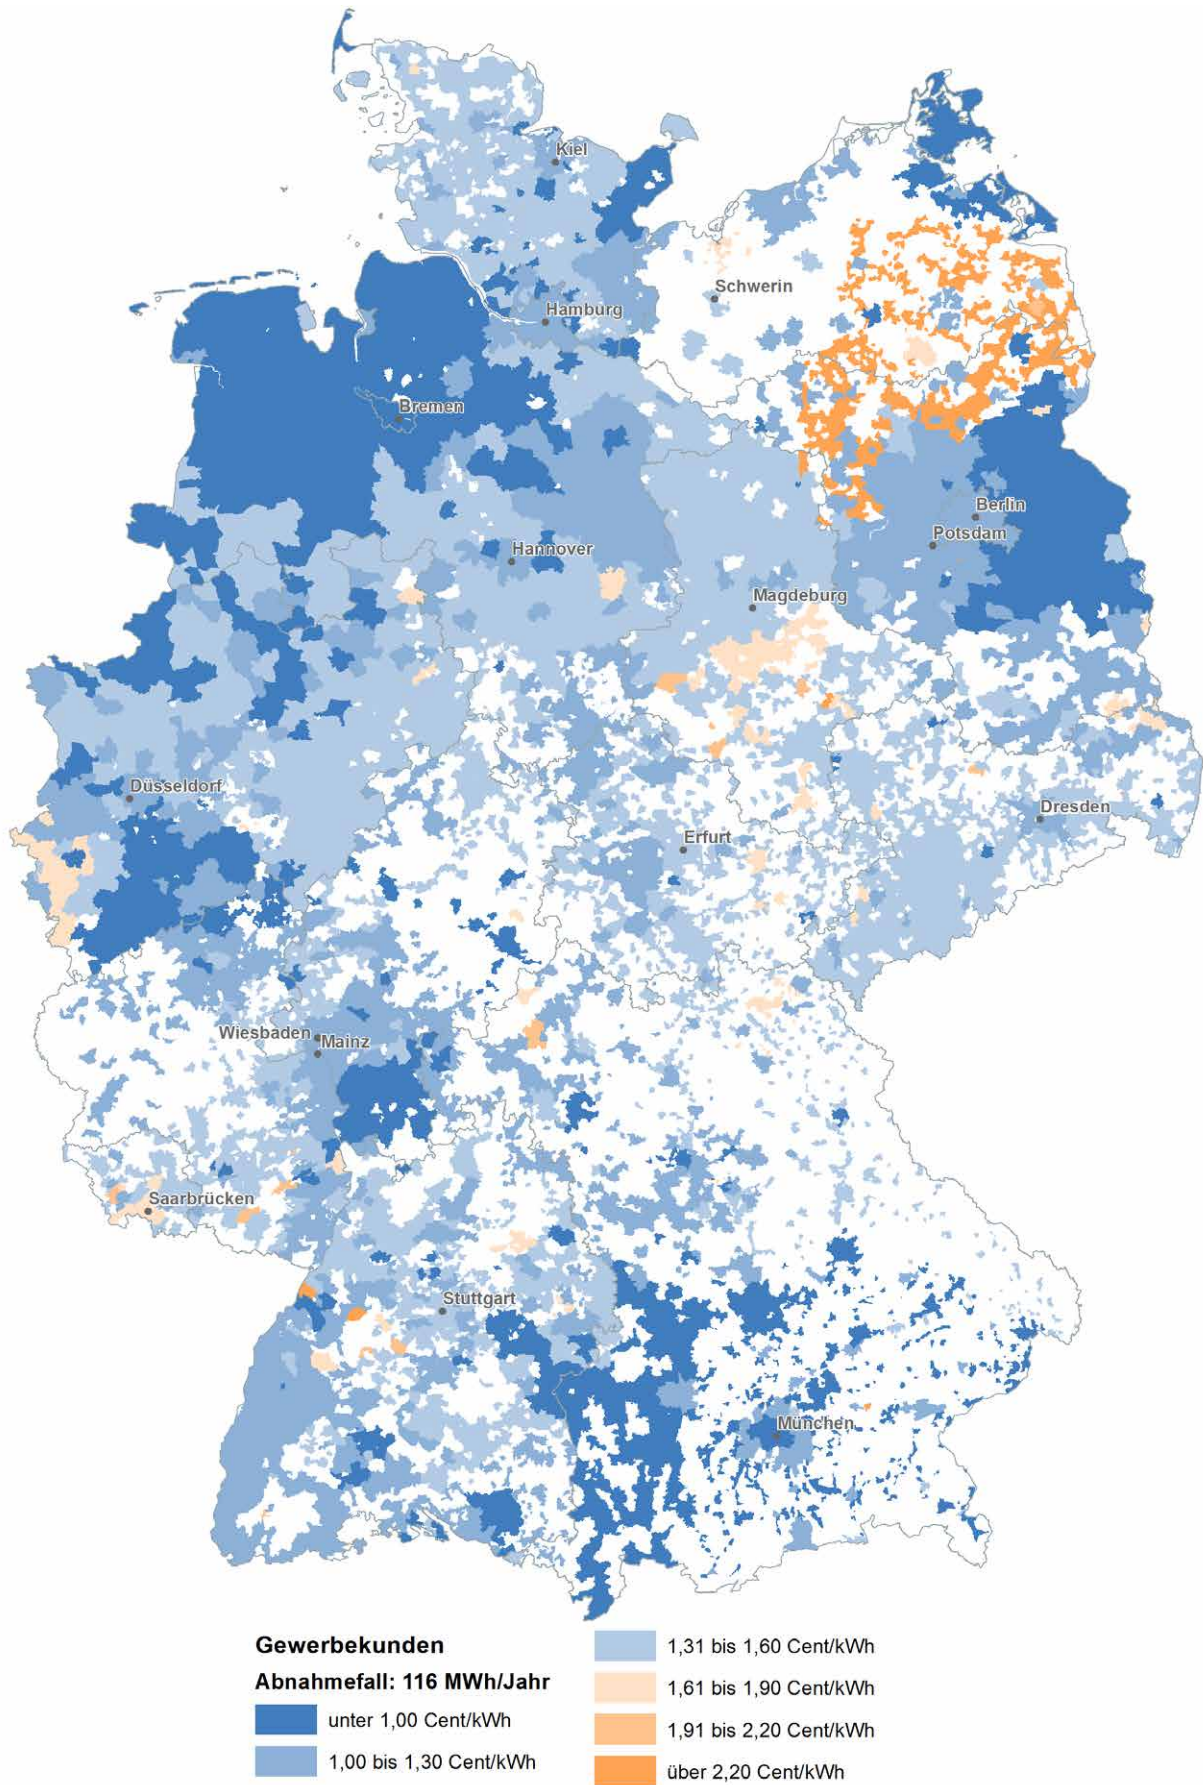 Kiel
Schwerin
Hamburg
Bremen
Berlin
Potsdam
Hannover
Magdeburg
Düsseldorf
Dresden
Erfurt
Wiesbaden
Mainz
Saarbrücken
Stuttgart
München
Gewerbekunden
Abnahmefall: 116 MWh/Jahr
unter 1,00 Cent/kWh
1,00 bis 1,30 Cent/kWh
1,31 bis 1,60 Cent/kWh
1,61 bis 1,90 Cent/kWh
1,91 bis 2,20 Cent/kWh
über 2,20 Cent/kWh